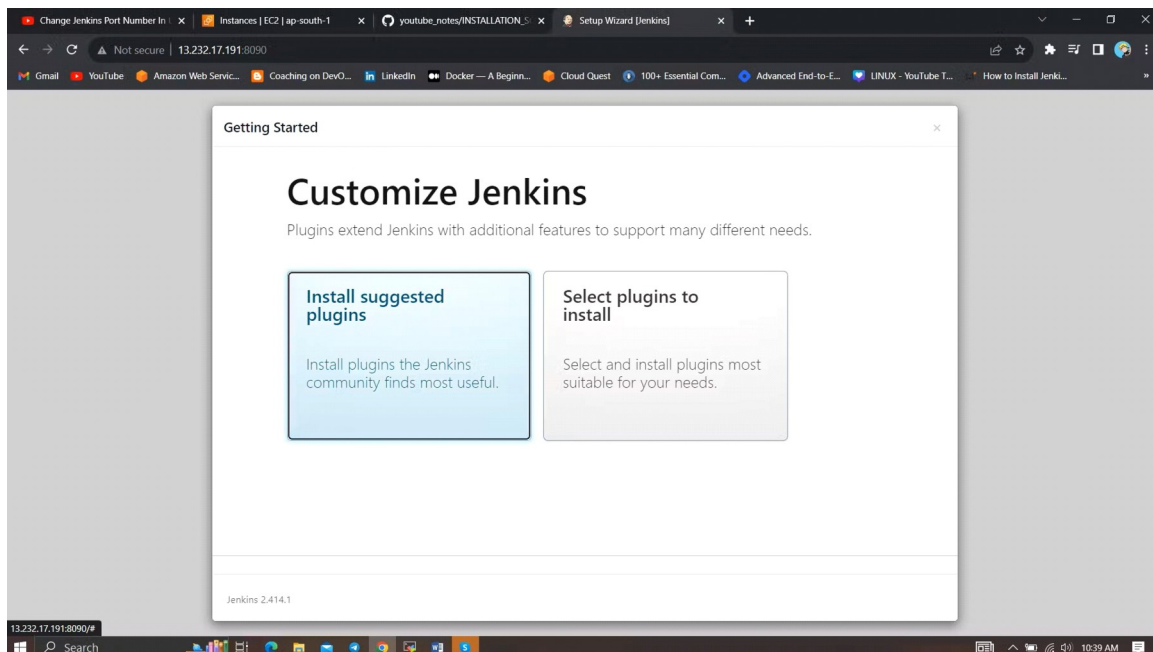 Change Jenkins Port Number In L
Instances | EC2 | ap-south-1
youtube_notes/INSTALLATION_S
Setup Wizard [Jenkins]
Not secure | 13.232.17.191:8090
Gmail
YouTube
Amazon Web Servic...
Coaching on DevO...
LinkedIn
Docker — A Beginn...
Cloud Quest
100+ Essential Com...
Advanced End-to-E...
LINUX - YouTube T...
How to Install Jenki...
»
Getting Started
Customize Jenkins
Plugins extend Jenkins with additional features to support many different needs.
Install suggested
plugins
Install plugins the Jenkins
community finds most useful.
Select plugins to
install
Select and install plugins most
suitable for your needs.
Jenkins 2.414.1
13.232.17.191:8090/#
Search
10:39 AM